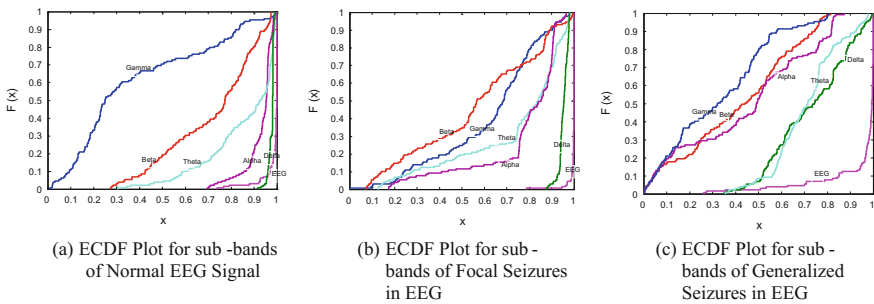 1
0.9
0.8
0.7
0.6
0.5
0.4
0.3
0.2
0.1
0
F (x)
Gamma
Beta
Theta
Alpha
Delta
EEG
0 0.1 0.2 0.3 0.4 0.5 0.6 0.7 0.8 0.9 1
x
(a) ECDF Plot for sub -bands
of Normal EEG Signal
1
0.9
0.8
0.7
0.6
0.5
0.4
0.3
0.2
0.1
0
F (x)
Beta
Gamma
Theta
Alpha
Delta
EEG
0 0.1 0.2 0.3 0.4 0.5 0.6 0.7 0.8 0.9 1
x
(b) ECDF Plot for sub -
bands of Focal Seizures
in EEG
1
0.9
0.8
0.7
0.6
0.5
0.4
0.3
0.2
0.1
0
F (x)
Alpha
Theta
Delta
Gamma
Beta
EEG
0 0.1 0.2 0.3 0.4 0.5 0.6 0.7 0.8 0.9 1
x
(c) ECDF Plot for sub -
bands of Generalized
Seizures in EEG